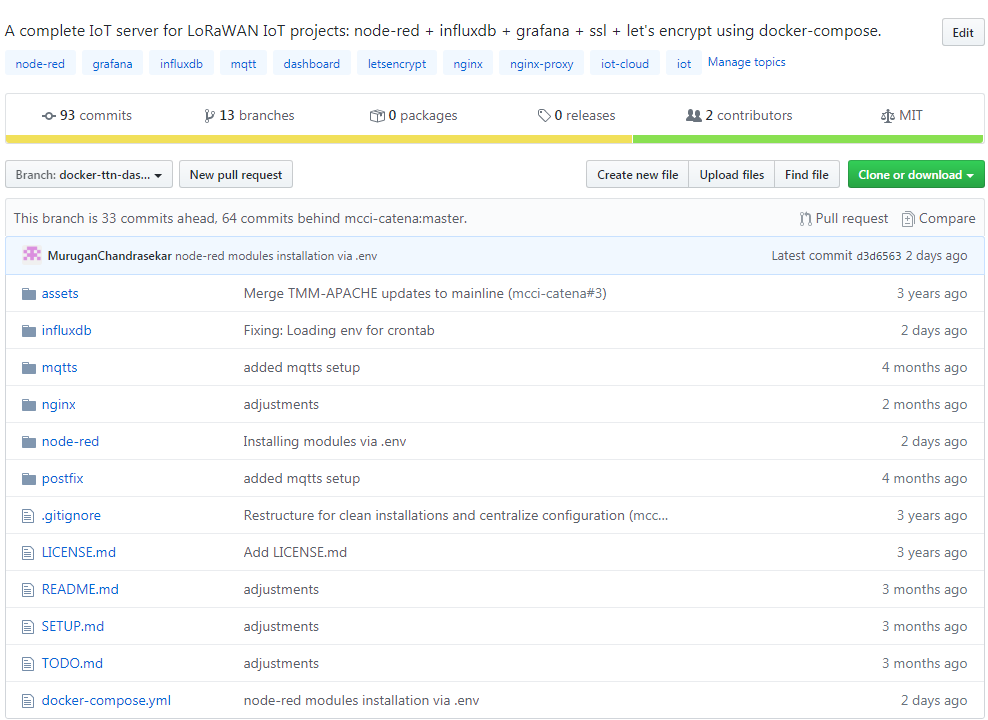 A complete IoT server for LoRaWAN IoT projects: node-red + influxdb + grafana + ssl + let's encrypt using docker-compose. Edit
node-red grafana influxdb mqtt dashboard letsencrypt nginx nginx-proxy iot-cloud iot Manage topics
93 commits 13 branches 0 packages 0 releases 2 contributors MIT
Branch: docker-ttn-das... New pull request Create new file Upload files Find file Clone or download
This branch is 33 commits ahead, 64 commits behind mcci-catena:master. Pull request Compare
MuruganChandrasekar node-red modules installation via .env Latest commit d3d6563 2 days ago
assets Merge TMM-APACHE updates to mainline (mcci-catena#3) 3 years ago
influxdb Fixing: Loading env for crontab 2 days ago
mqtts added mqtts setup 4 months ago
nginx adjustments 2 months ago
node-red Installing modules via .env 2 days ago
postfix added mqtts setup 4 months ago
.gitignore Restructure for clean installations and centralize configuration (mcc... 3 years ago
LICENSE.md Add LICENSE.md 3 years ago
README.md adjustments 3 months ago
SETUP.md adjustments 3 months ago
TODO.md adjustments 3 months ago
docker-compose.yml node-red modules installation via .env 2 days ago